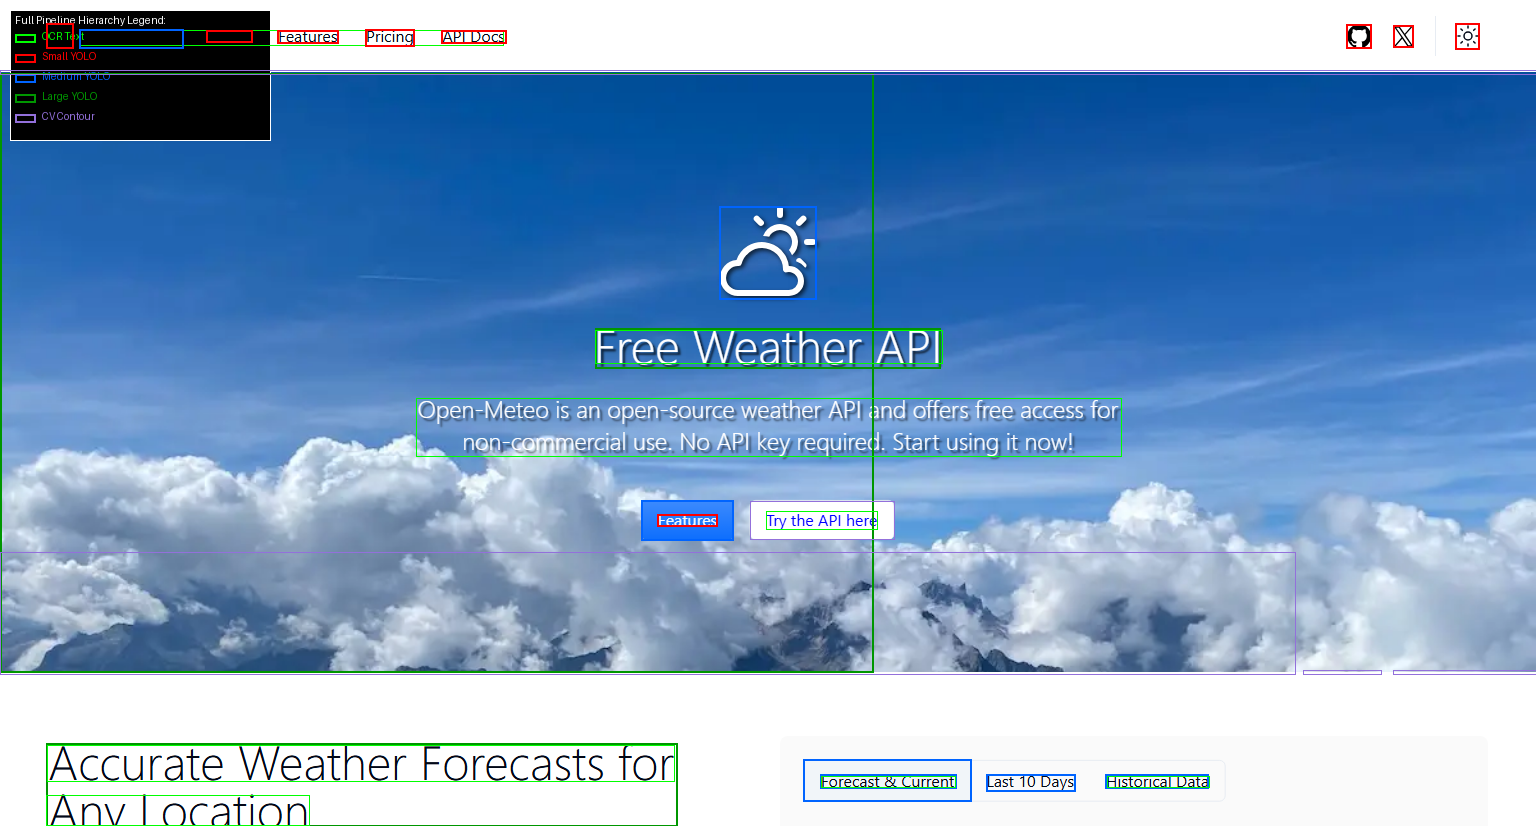 Full Pipeline Hierarchy Legend:
OCR Text
Small YOLO
Medium YOLO
Large YOLO
CV Contour
Features
Pricing
API Docs
Free Weather API
Open-Meteo is an open-source weather API and offers free access for
non-commercial use. No API key required. Start using it now!
Features
Try the API here
Accurate Weather Forecasts for
Any Location
Forecast & Current
Last 10 Days
Historical Data